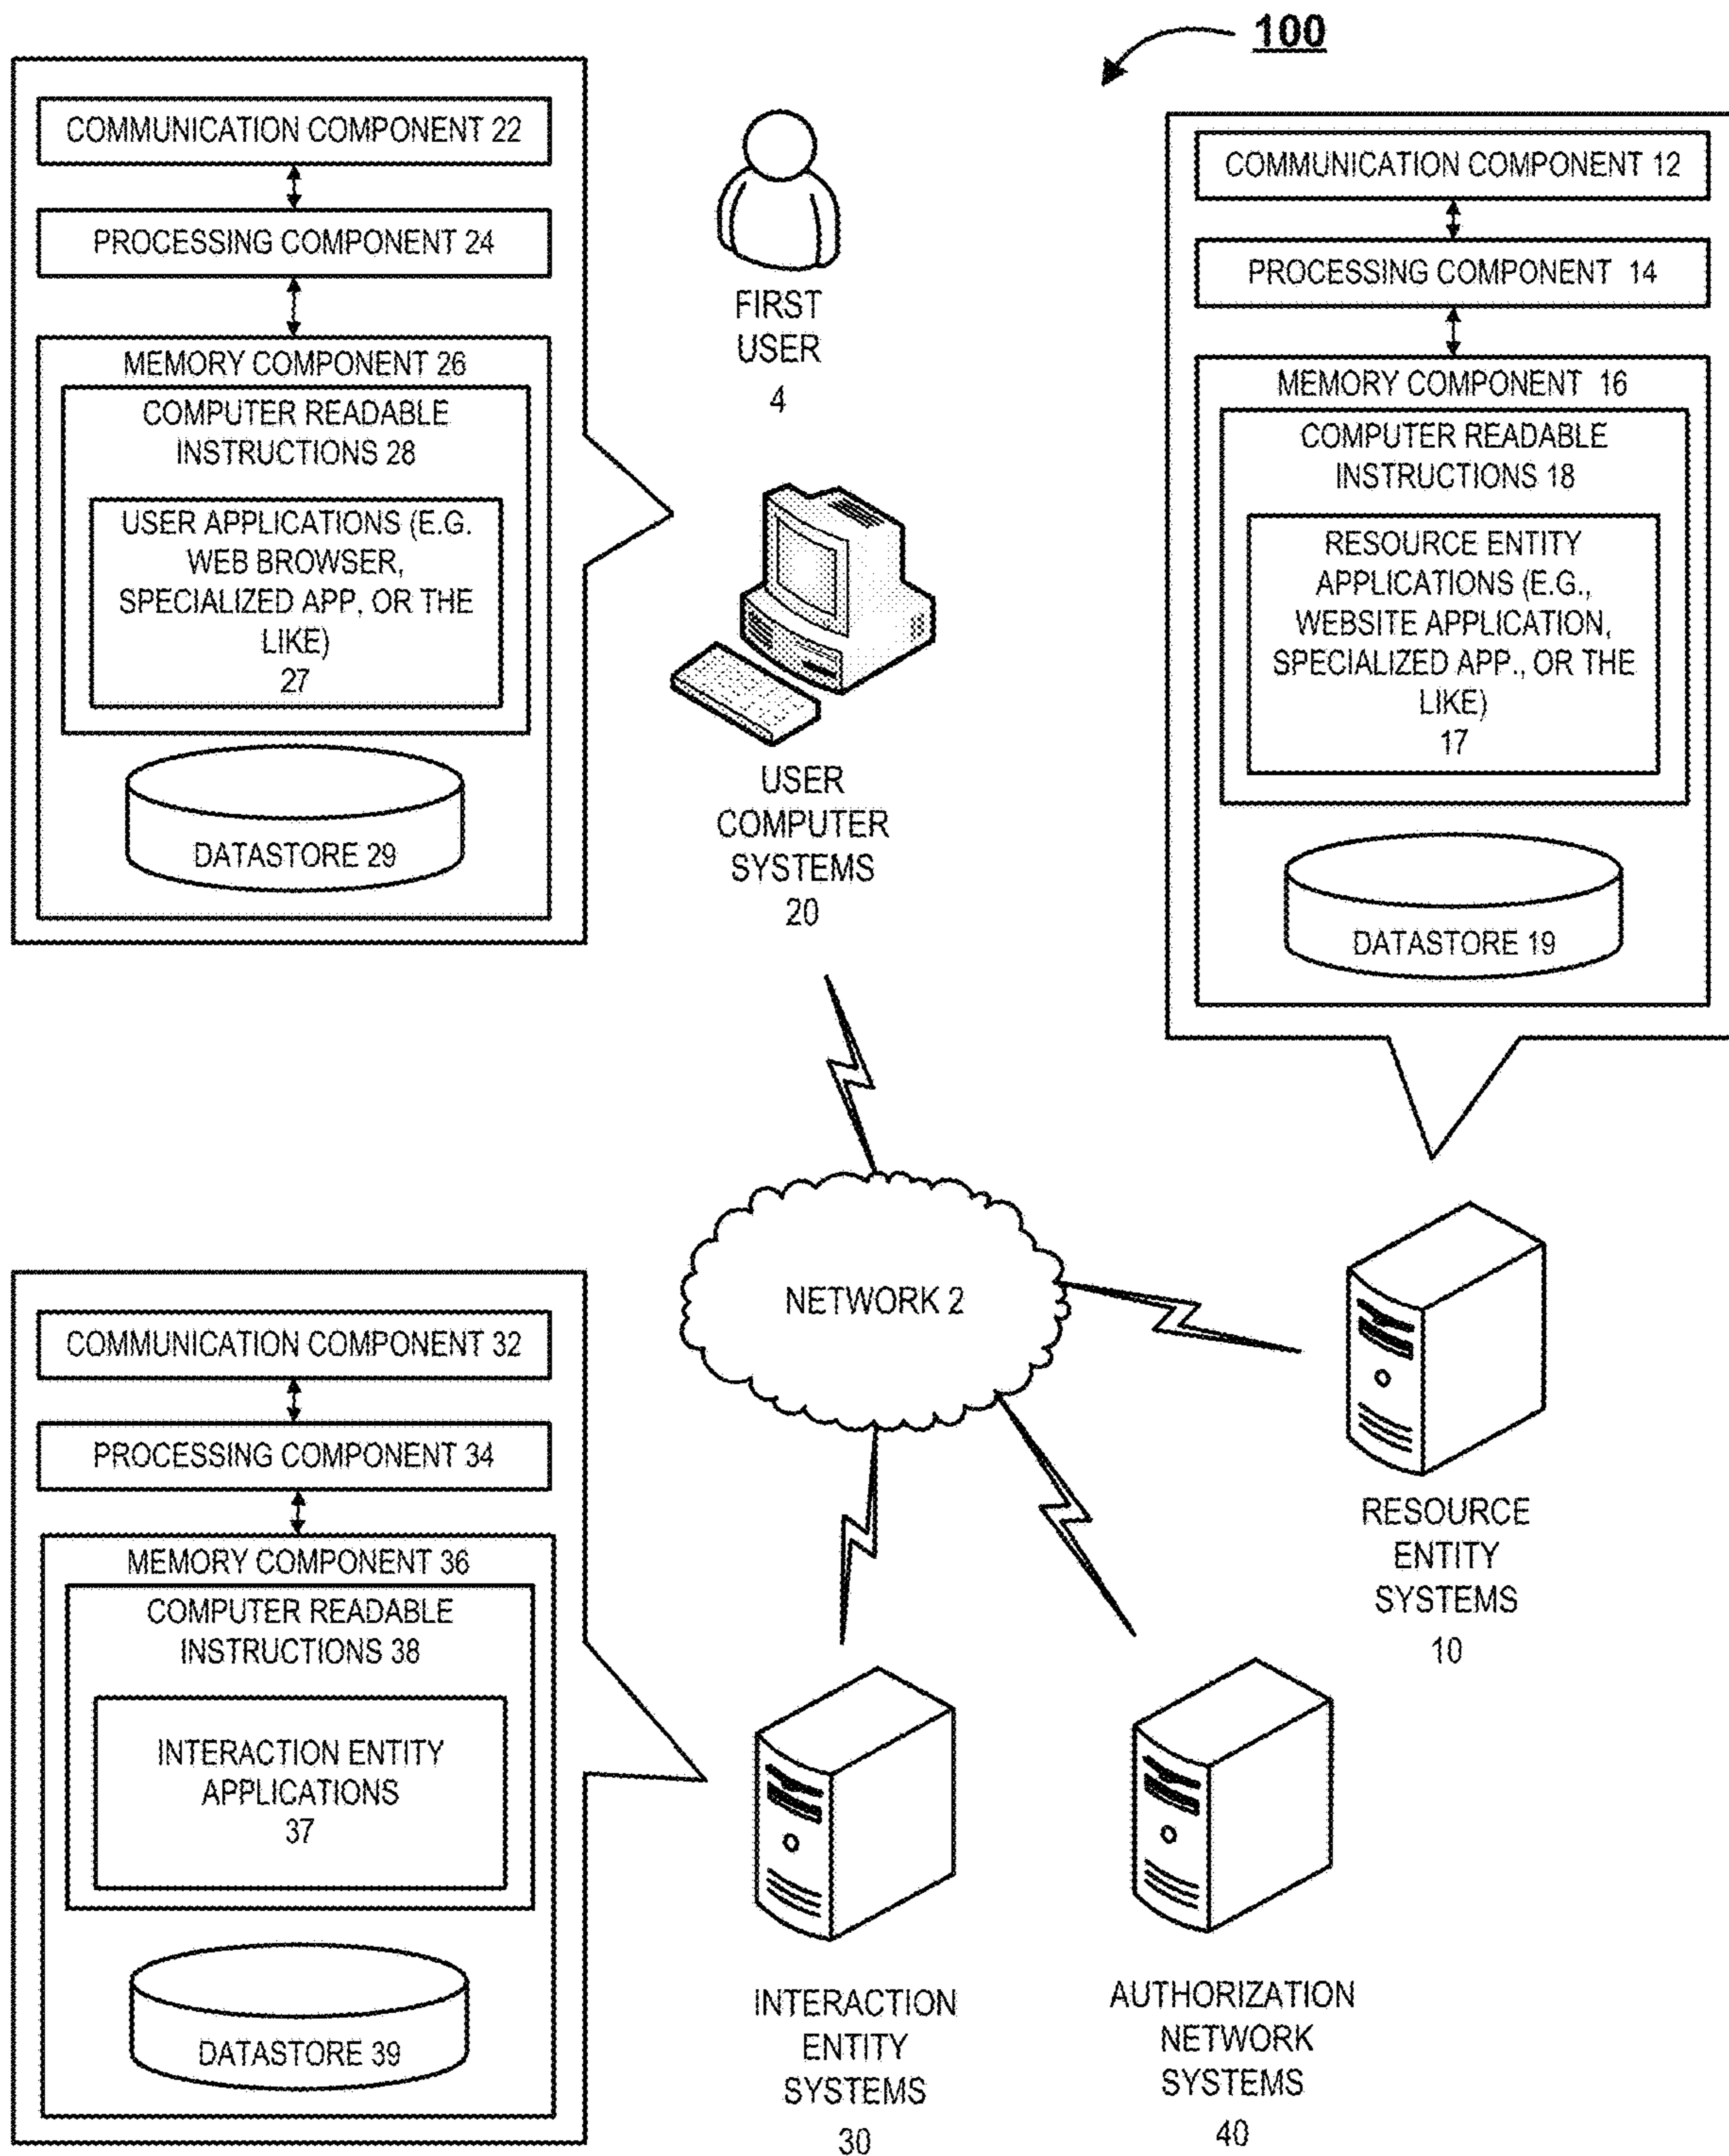 100
COMMUNICATION COMPONENT 22
PROCESSING COMPONENT 24
MEMORY COMPONENT 26
COMPUTER READABLE
INSTRUCTIONS 28
USER APPLICATIONS (E.G.
WEB BROWSER,
SPECIALIZED APP, OR THE
LIKE)
27
DATASTORE 29
FIRST
USER
4
USER
COMPUTER
SYSTEMS
20
COMMUNICATION COMPONENT 12
PROCESSING COMPONENT 14
MEMORY COMPONENT 16
COMPUTER READABLE
INSTRUCTIONS 18
RESOURCE ENTITY
APPLICATIONS (E.G.,
WEBSITE APPLICATION,
SPECIALIZED APP., OR THE
LIKE)
17
DATASTORE 19
NETWORK 2
RESOURCE
ENTITY
SYSTEMS
10
COMMUNICATION COMPONENT 32
PROCESSING COMPONENT 34
MEMORY COMPONENT 36
COMPUTER READABLE
INSTRUCTIONS 38
INTERACTION ENTITY
APPLICATIONS
37
DATASTORE 39
INTERACTION
ENTITY
SYSTEMS
30
AUTHORIZATION
NETWORK
SYSTEMS
40